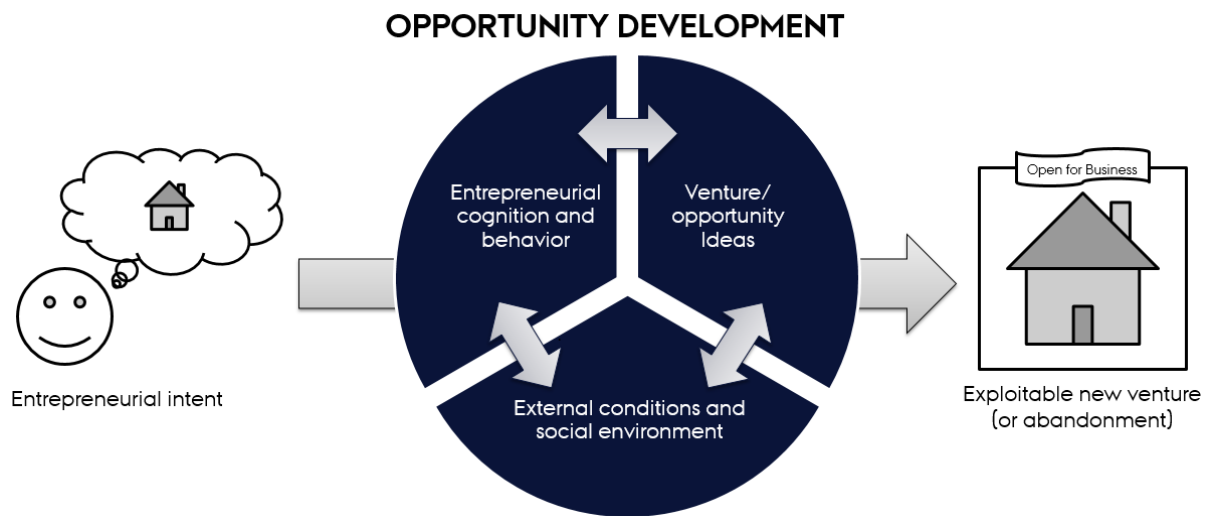 OPPORTUNITY DEVELOPMENT
Entrepreneurial intent
Entrepreneurial
cognition and
behavior
Venture/
opportunity
Ideas
External conditions and
social environment
Open for Business
Exploitable new venture
(or abandonment)